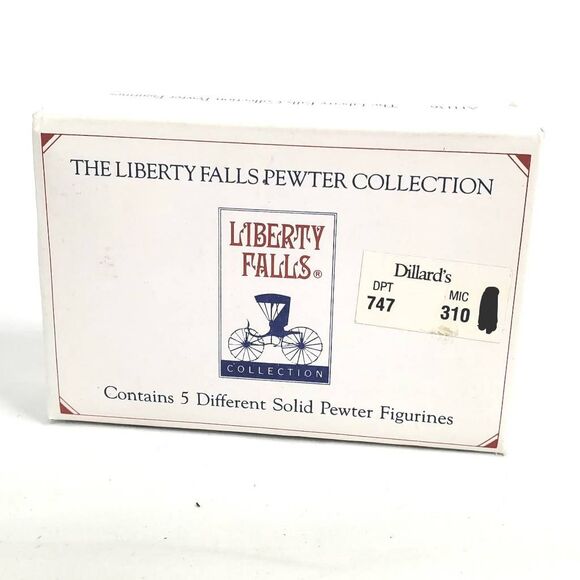 THE LIBERTY FALLS PEWTER COLLECTION
LIBERTY
FALLS®
COLLECTION
Dillard's
DPT MIC
747 310
Contains 5 Different Solid Pewter Figurines